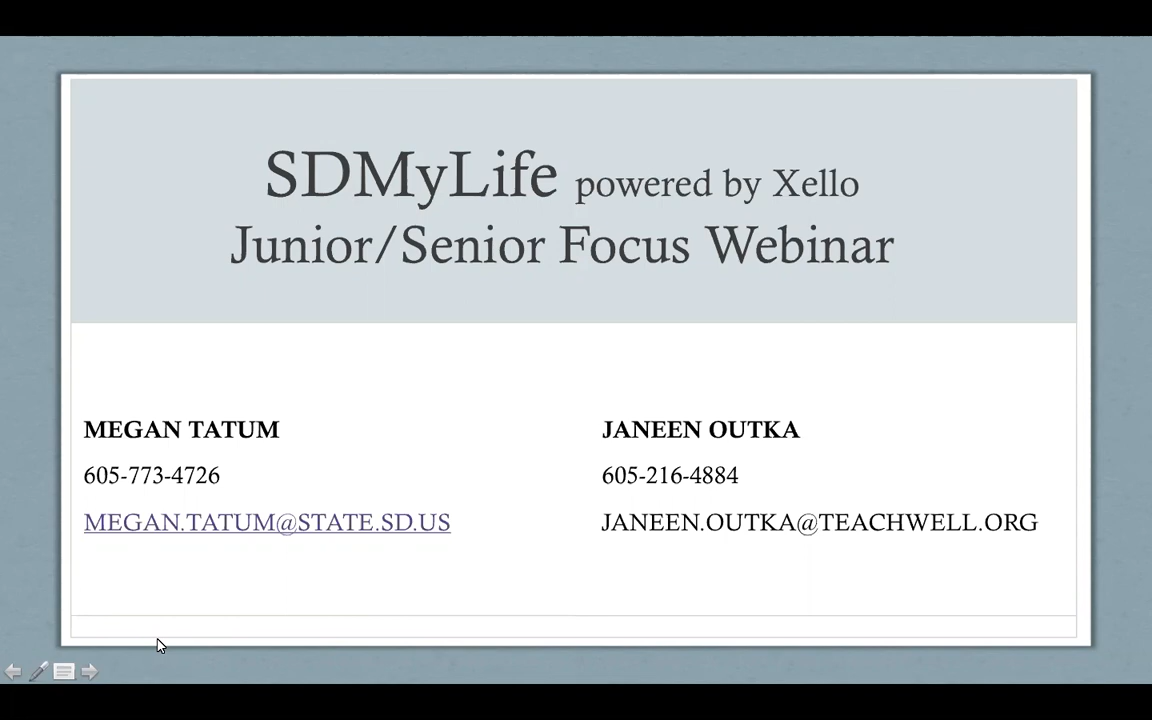 SDMyLife powered by Xello
Junior/Senior Focus Webinar
MEGAN TATUM
605-773-4726
MEGAN.TATUM@STATE.SD.US
JANEEN OUTKA
605-216-4884
JANEEN.OUTKA@TEACHWELL.ORG